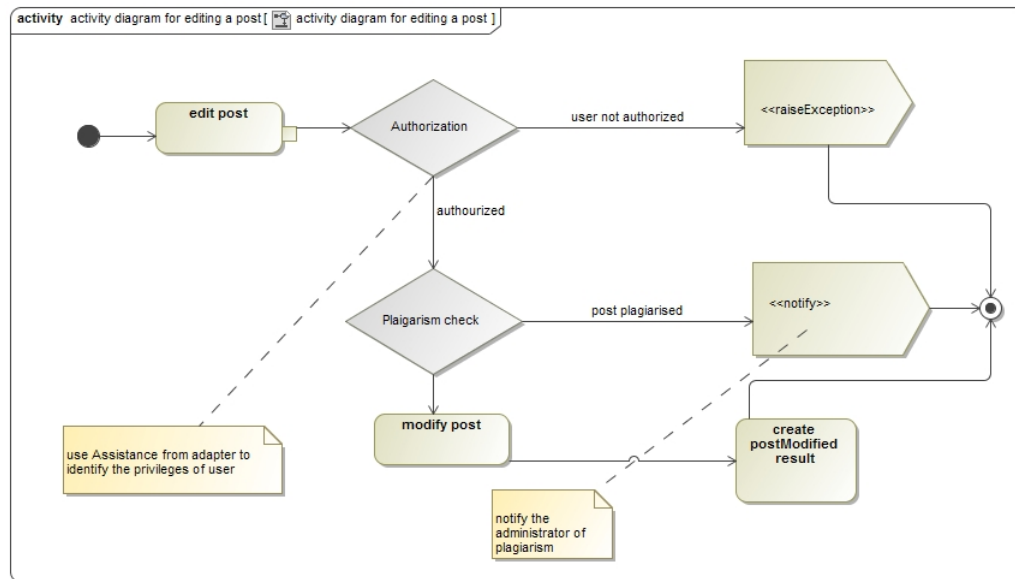 activity activity diagram for editing a post [ activity diagram for editing a post ]
edit post
Authorization
user not authorized
<<raiseException>>
authourized
Plaigarism check
post plagiarised
<<notify>>
modify post
create
postModified
result
use Assistance from adapter to
identify the privileges of user
notify the
administrator of
plagiarism